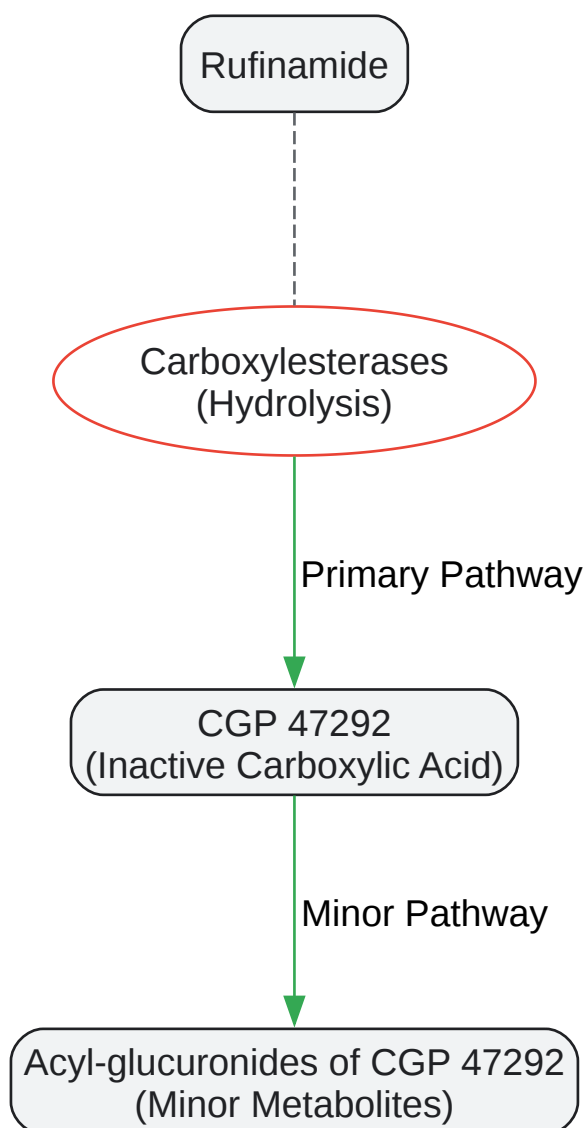 Rufinamide
Carboxylesterases
(Hydrolysis)
Primary Pathway
CGP 47292
(Inactive Carboxylic Acid)
Minor Pathway
Acyl-glucuronides of CGP 47292
(Minor Metabolites)